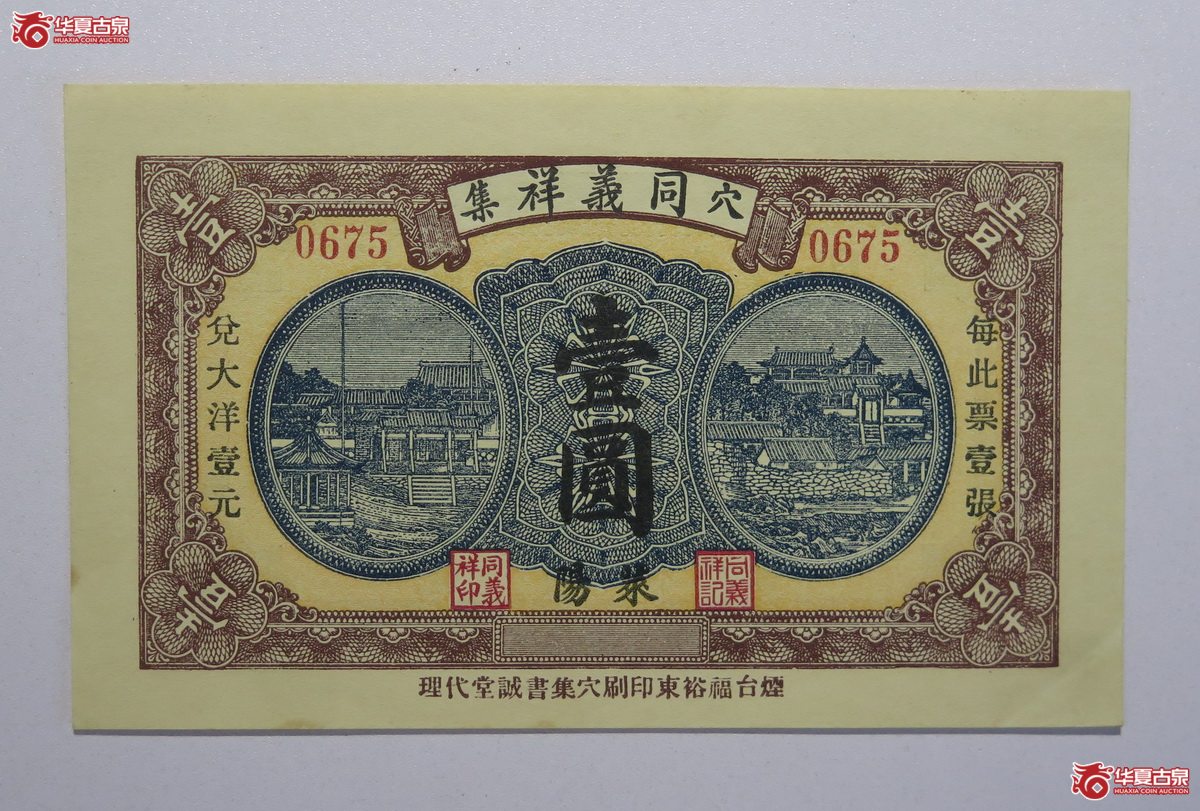 华夏古泉
HUAXIA COIN AUCTION
穴同義祥集
壹
壹
0675
0675
每此票壹張
壹圓
兌大洋壹元
同義祥記
萊陽
同義祥印
壹
壹
煙台福裕東印刷穴集書誠堂代理
华夏古泉
HUAXIA COIN AUCTION